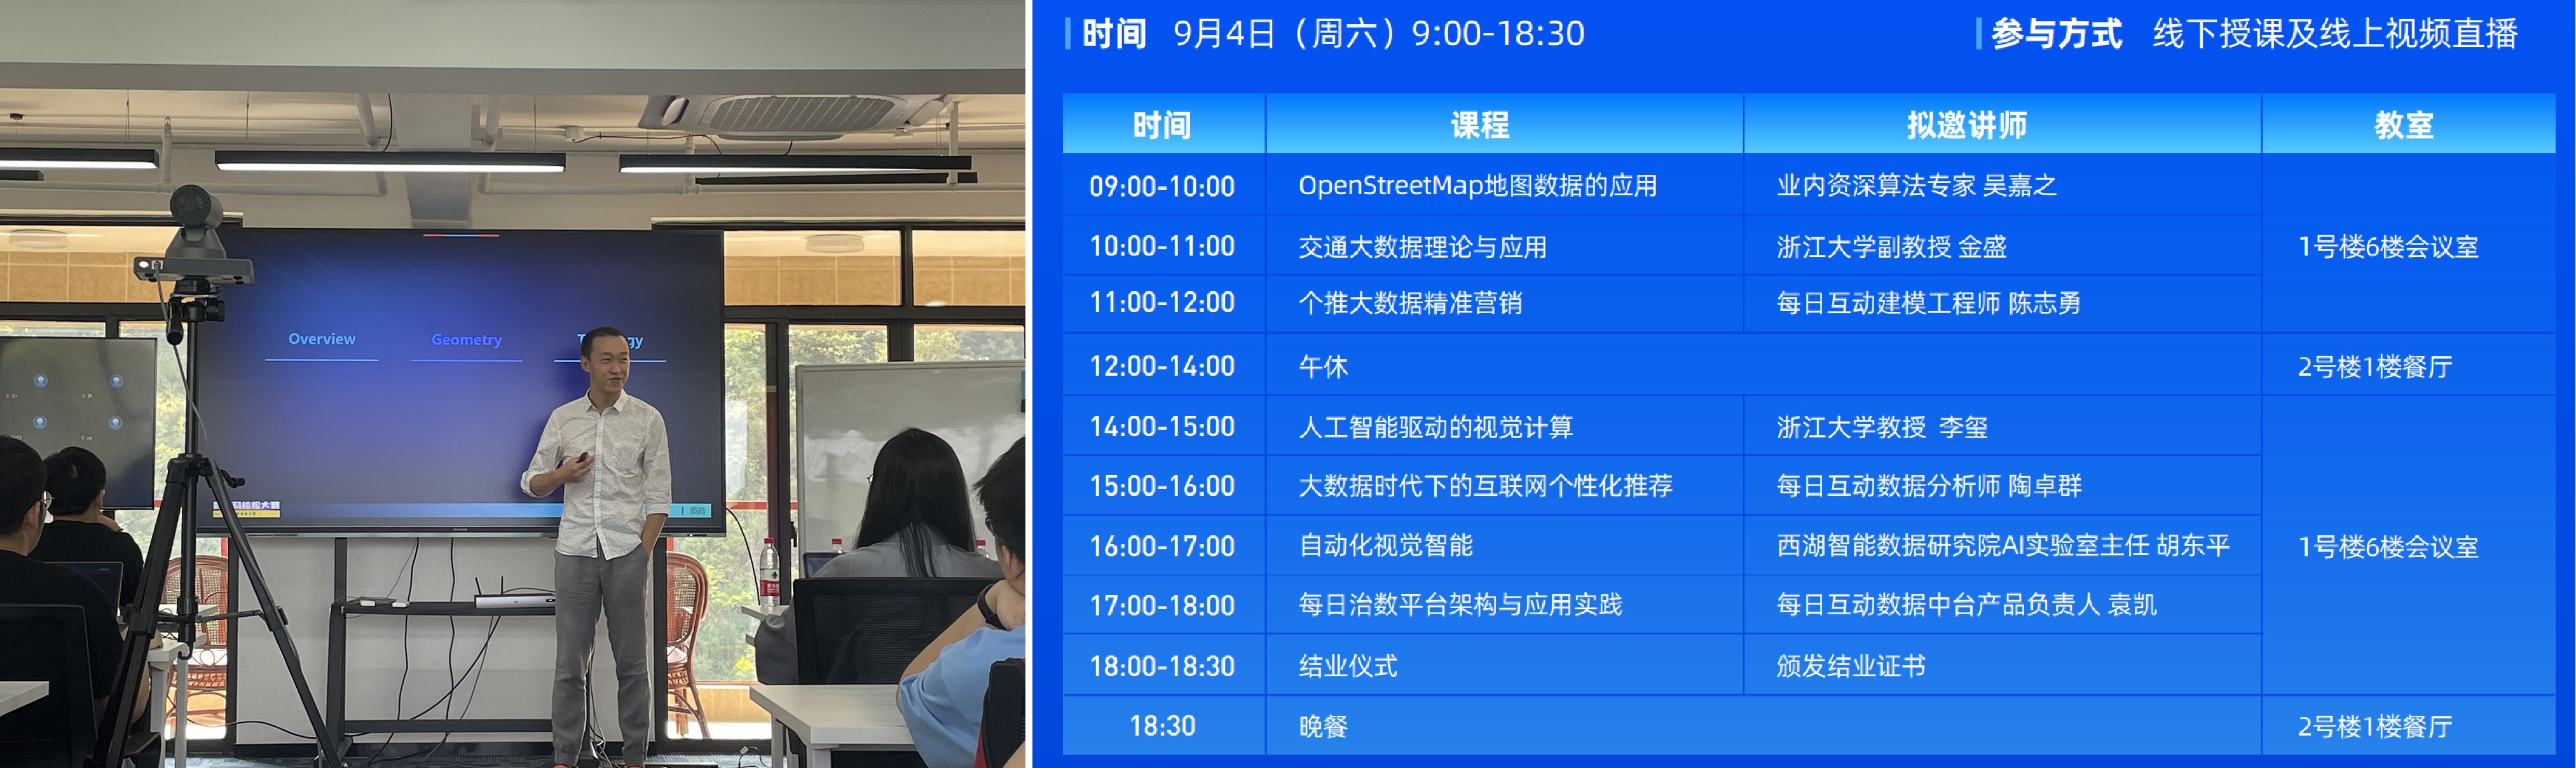 Overview Geometry
页码
时间 9月4日（周六）9:00-18:30
参与方式 线下授课及线上视频直播
时间 课程 拟邀讲师 教室
09:00-10:00 OpenStreetMap地图数据的应用 业内资深算法专家 吴嘉之
10:00-11:00 交通大数据理论与应用 浙江大学副教授 金盛 1号楼6楼会议室
11:00-12:00 个推大数据精准营销 每日互动建模工程师 陈志勇
12:00-14:00 午休 2号楼1楼餐厅
14:00-15:00 人工智能驱动的视觉计算 浙江大学教授 李玺
15:00-16:00 大数据时代下的互联网个性化推荐 每日互动数据分析师 陶卓群
16:00-17:00 自动化视觉智能 西湖智能数据研究院AI实验室主任 胡东平 1号楼6楼会议室
17:00-18:00 每日治数平台架构与应用实践 每日互动数据中台产品负责人 袁凯
18:00-18:30 结业仪式 颁发结业证书
18:30 晚餐 2号楼1楼餐厅